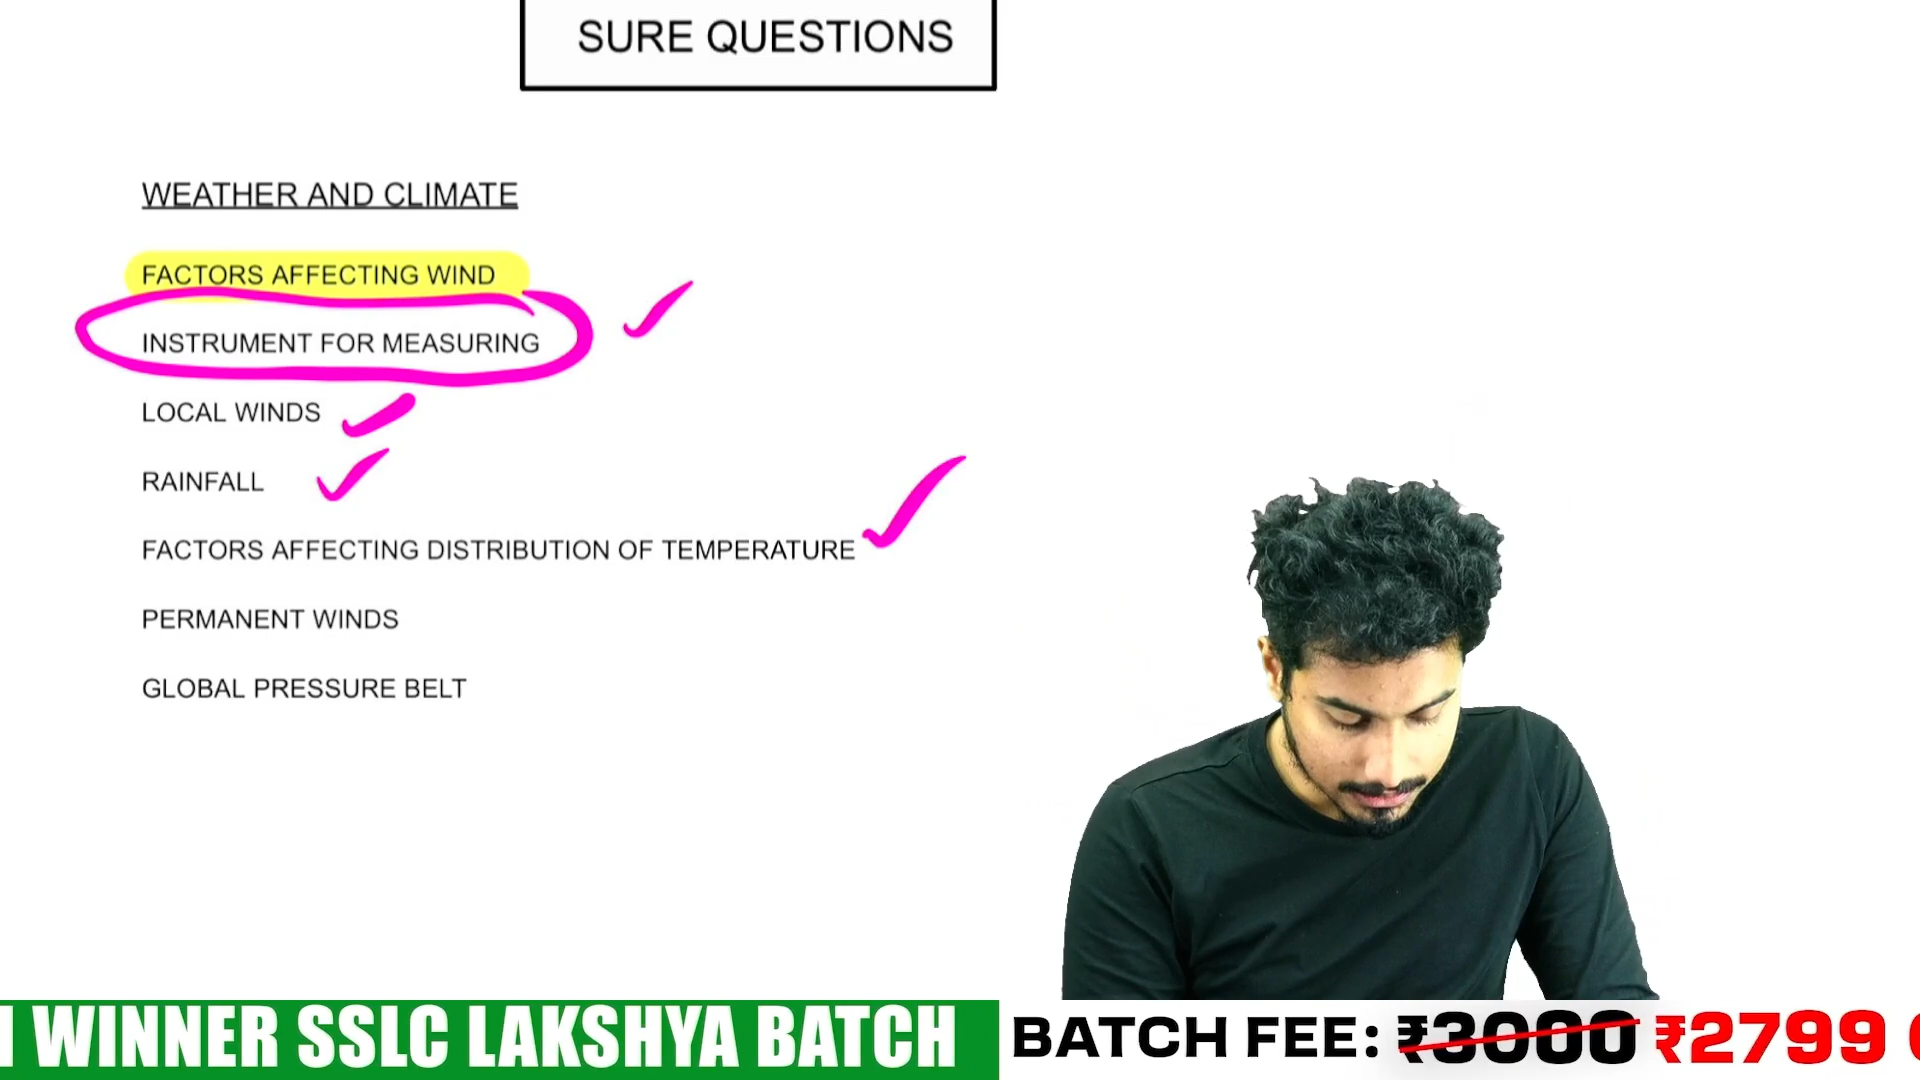 SURE QUESTIONS
WEATHER AND CLIMATE
FACTORS AFFECTING WIND
INSTRUMENT FOR MEASURING
LOCAL WINDS
RAINFALL
FACTORS AFFECTING DISTRIBUTION OF TEMPERATURE
PERMANENT WINDS
GLOBAL PRESSURE BELT
WINNER SSLC LAKSHYA BATCH
BATCH FEE: ₹3000 ₹2799